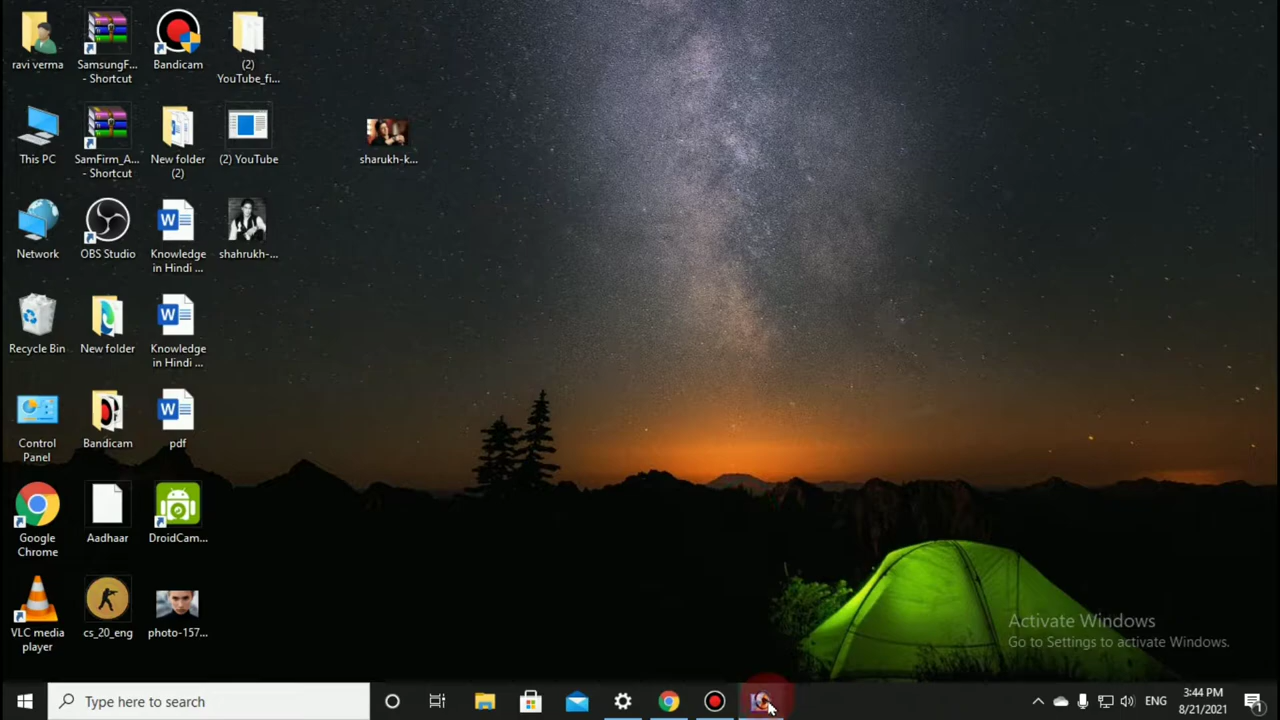 ravi verma
SamsungF...
- Shortcut
Bandicam
(2)
YouTube_fi...
This PC
SamFirm_A...
- Shortcut
New folder
(2)
(2) YouTube
sharukh-k...
Network
OBS Studio
Knowledge
in Hindi ...
shahrukh-...
Recycle Bin
New folder
Knowledge
in Hindi ...
Control
Panel
Bandicam
pdf
Google
Chrome
Aadhaar
DroidCam...
VLC media
player
cs_20_eng
photo-157...
Activate Windows
Go to Settings to activate Windows.
Type here to search
ENG
3:44 PM
8/21/2021
1